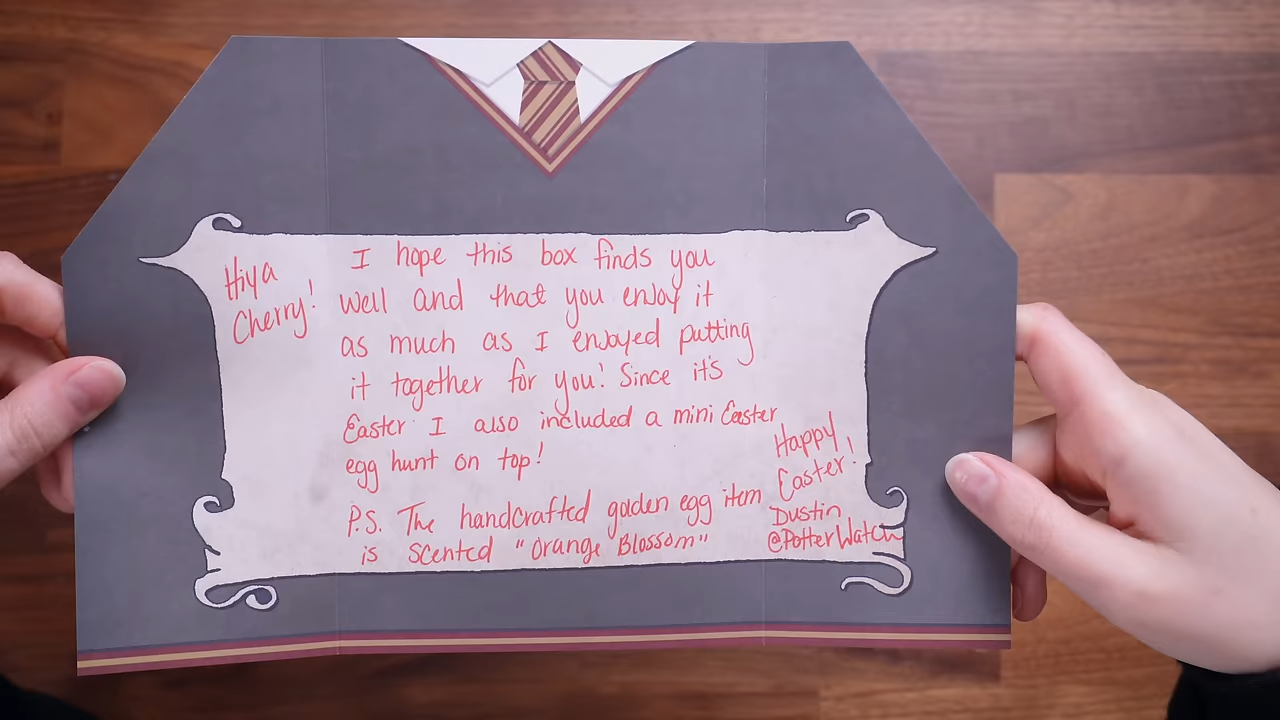 Hiya
Cherry!
I hope this box finds you
well and that you enjoy it
as much as I enjoyed putting
it together for you! Since it's
Easter I also included a mini Easter
egg hunt on top!
P.S. The handcrafted golden egg item
is scented "Orange Blossom"
Happy
Easter!
Dustin
@PotterWatch